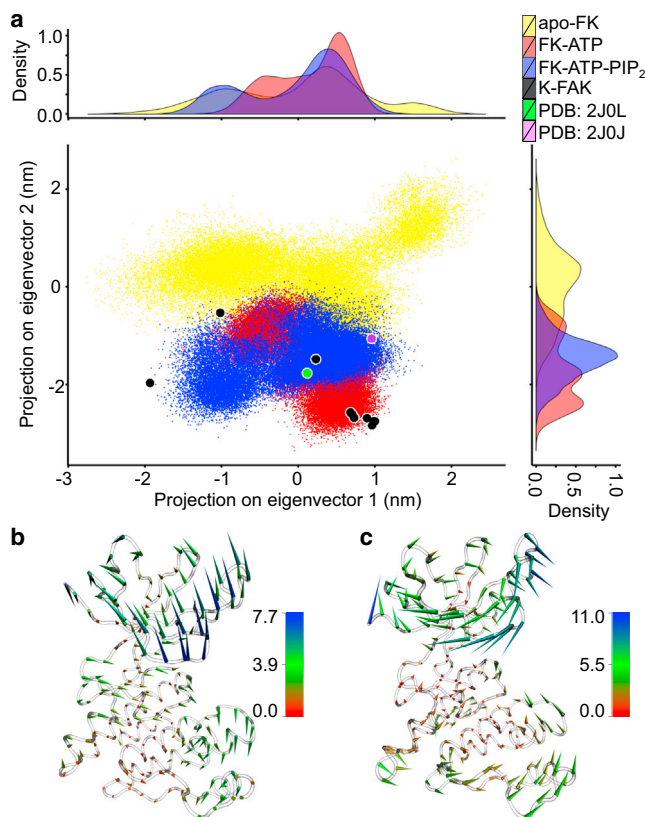 a
Density
1.0
0.5
0.0
apo-FK
FK-ATP
FK-ATP-PIP₂
K-FAK
PDB: 2J0L
PDB: 2J0J
Projection on eigenvector 2 (nm)
2
0
-2
-3
-2
-1
0
1
2
Projection on eigenvector 1 (nm)
0.0
0.5
1.0
Density
b
7.7
3.9
0.0
c
11.0
5.5
0.0